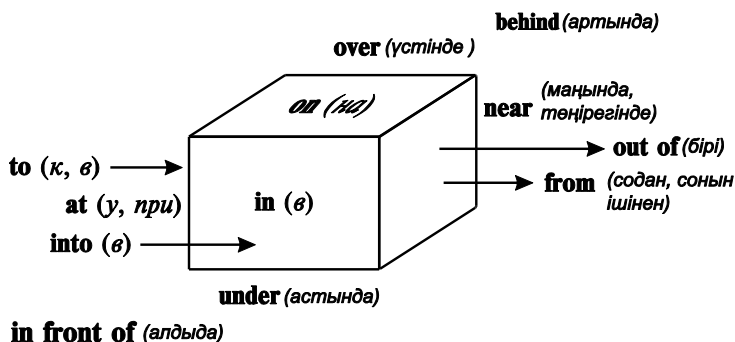 behind (артында)
over (үстінде )
on (на)
near (маңында,
төңірегінде)
to (к, в)
out of (бірі)
at (у, при)
in (в)
from (содан, сонын
ішінен)
into (в)
under (астында)
in front of (алдыда)